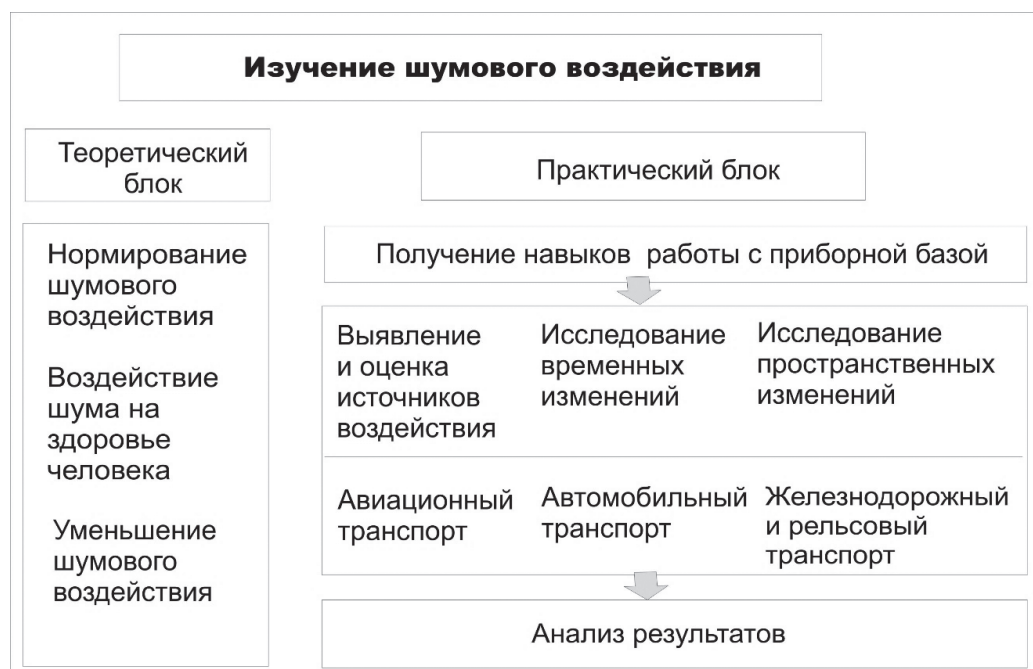 Изучение шумового воздействия
Теоретический
блок
Нормирование
шумового
воздействия
Воздействие
шума на
здоровье
человека
Уменьшение
шумового
воздействия
Практический блок
Получение навыков работы с приборной базой
Выявление
и оценка
источников
воздействия
Исследование
временных
изменений
Исследование
пространственных
изменений
Авиационный
транспорт
Автомобильный
транспорт
Железнодорожный
и рельсовый
транспорт
Анализ результатов